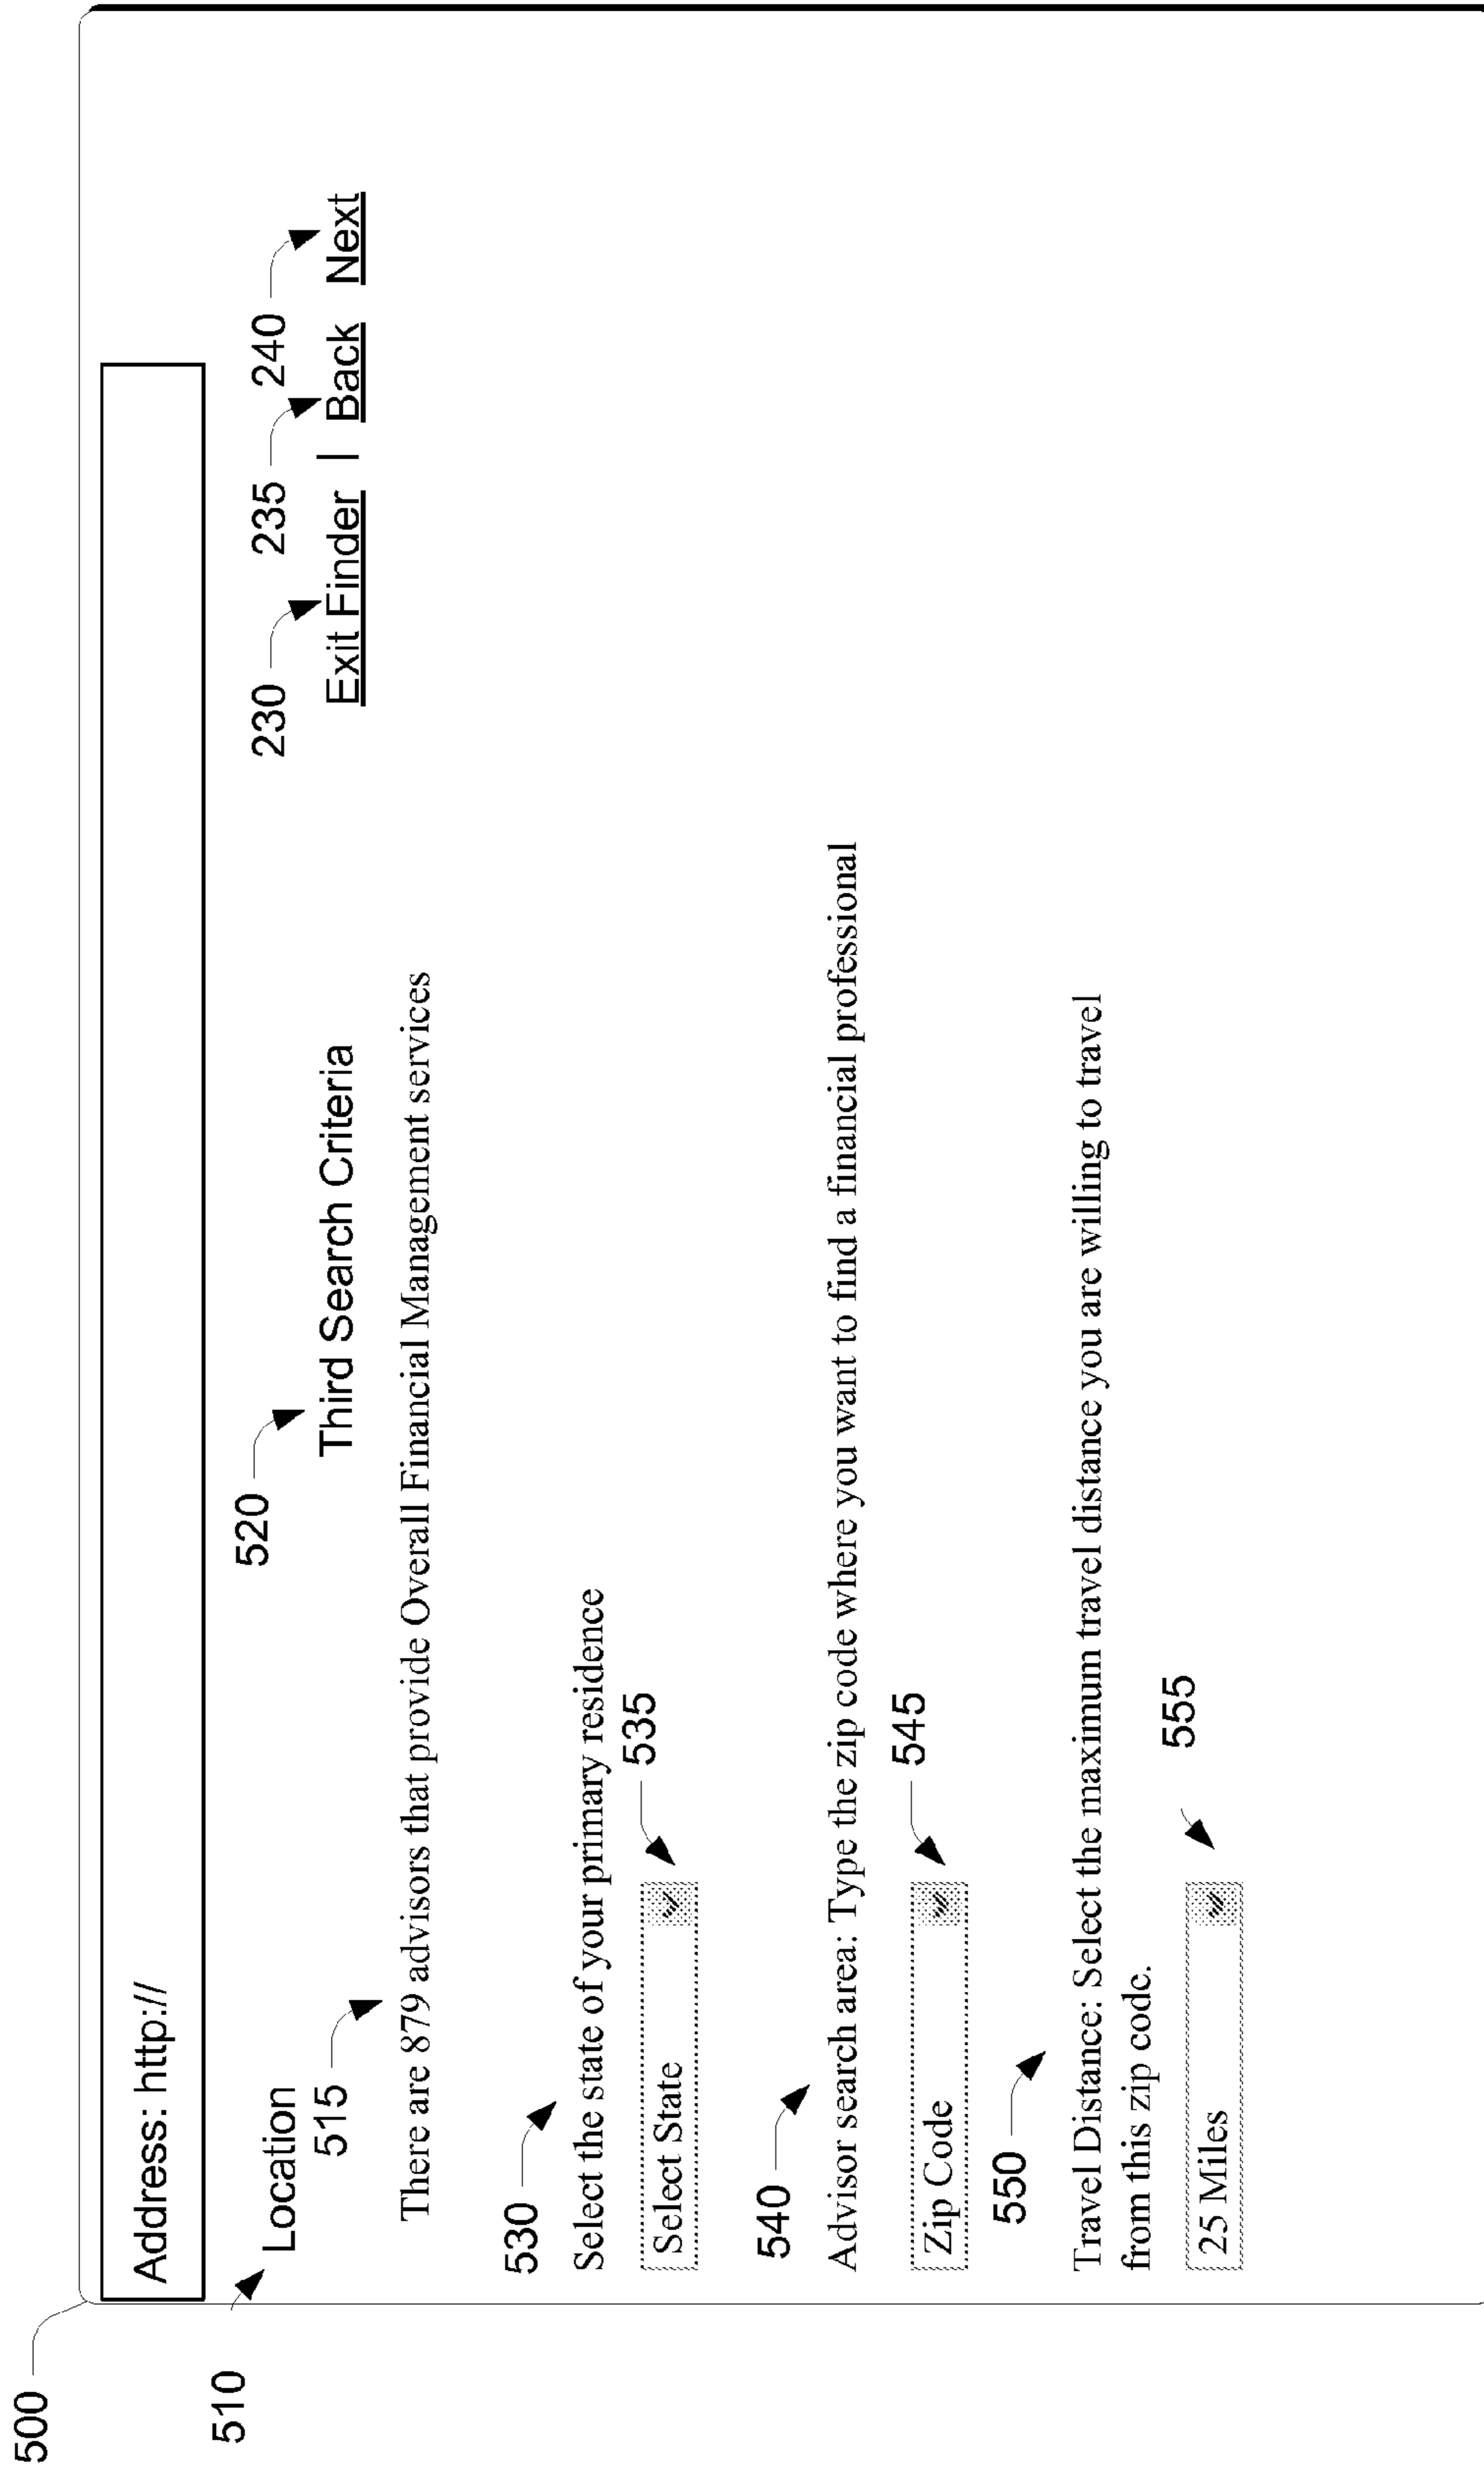 500
Address: http://
510
Location
520
230
235
240
515
Third Search Criteria
Exit Finder | Back Next
There are 879 advisors that provide Overall Financial Management services
530
Select the state of your primary residence
535
Select State
540
Advisor search area: Type the zip code where you want to find a financial professional
545
Zip Code
550
Travel Distance: Select the maximum travel distance you are willing to travel
from this zip code.
555
25 Miles